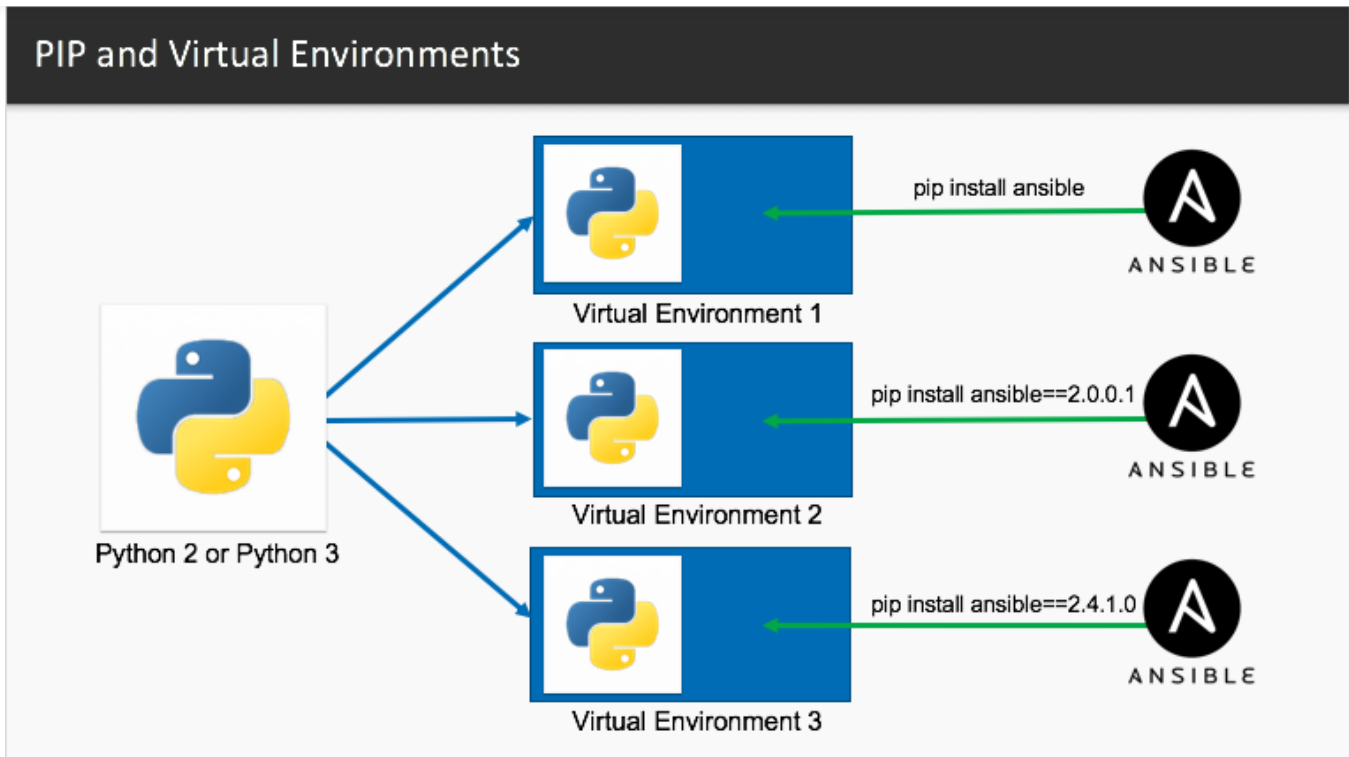 PIP and Virtual Environments
pip install ansible
ANSIBLE
Virtual Environment 1
pip install ansible==2.0.0.1
ANSIBLE
Virtual Environment 2
Python 2 or Python 3
pip install ansible==2.4.1.0
ANSIBLE
Virtual Environment 3